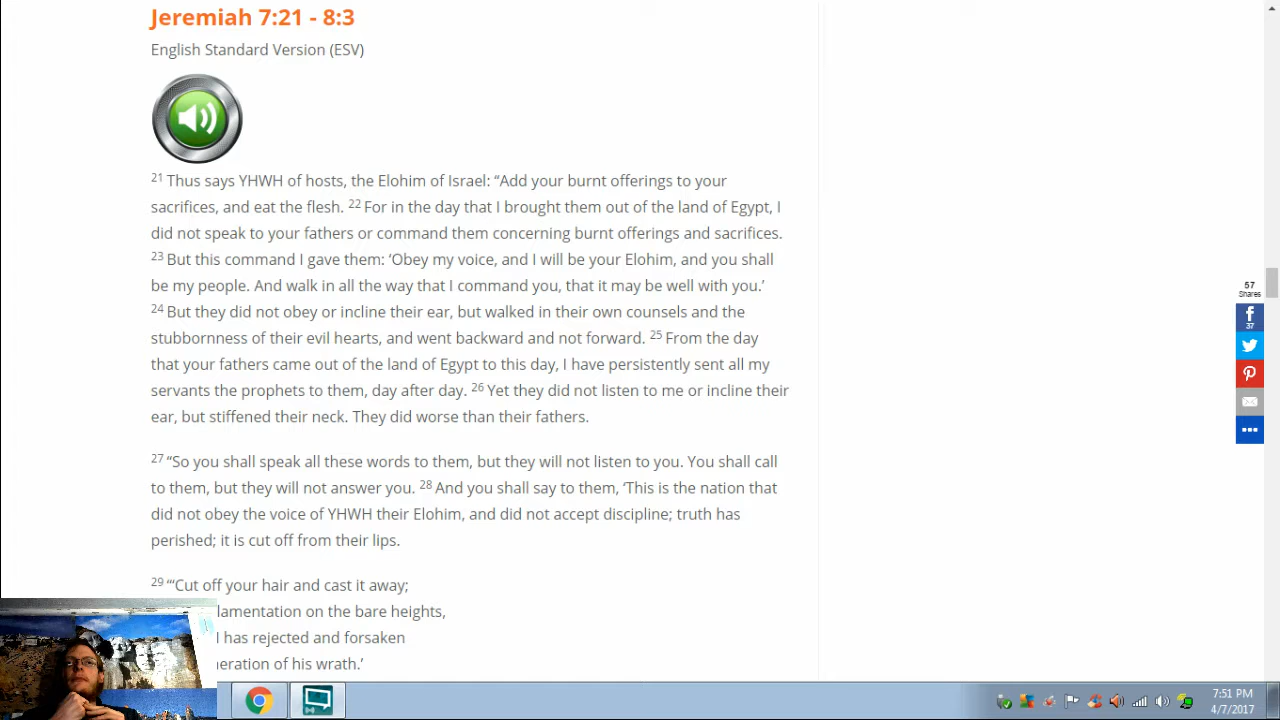 Jeremiah 7:21 - 8:3
English Standard Version (ESV)
21 Thus says YHWH of hosts, the Elohim of Israel: “Add your burnt offerings to your
sacrifices, and eat the flesh. 22 For in the day that I brought them out of the land of Egypt, I
did not speak to your fathers or command them concerning burnt offerings and sacrifices.
23 But this command I gave them: ‘Obey my voice, and I will be your Elohim, and you shall
be my people. And walk in all the way that I command you, that it may be well with you.’
24 But they did not obey or incline their ear, but walked in their own counsels and the
stubbornness of their evil hearts, and went backward and not forward. 25 From the day
that your fathers came out of the land of Egypt to this day, I have persistently sent all my
servants the prophets to them, day after day. 26 Yet they did not listen to me or incline their
ear, but stiffened their neck. They did worse than their fathers.
27 “So you shall speak all these words to them, but they will not listen to you. You shall call
to them, but they will not answer you. 28 And you shall say to them, ‘This is the nation that
did not obey the voice of YHWH their Elohim, and did not accept discipline; truth has
perished; it is cut off from their lips.
29 “‘Cut off your hair and cast it away;
lamentation on the bare heights,
has rejected and forsaken
neration of his wrath.’
57
Shares
37
7:51 PM
4/7/2017